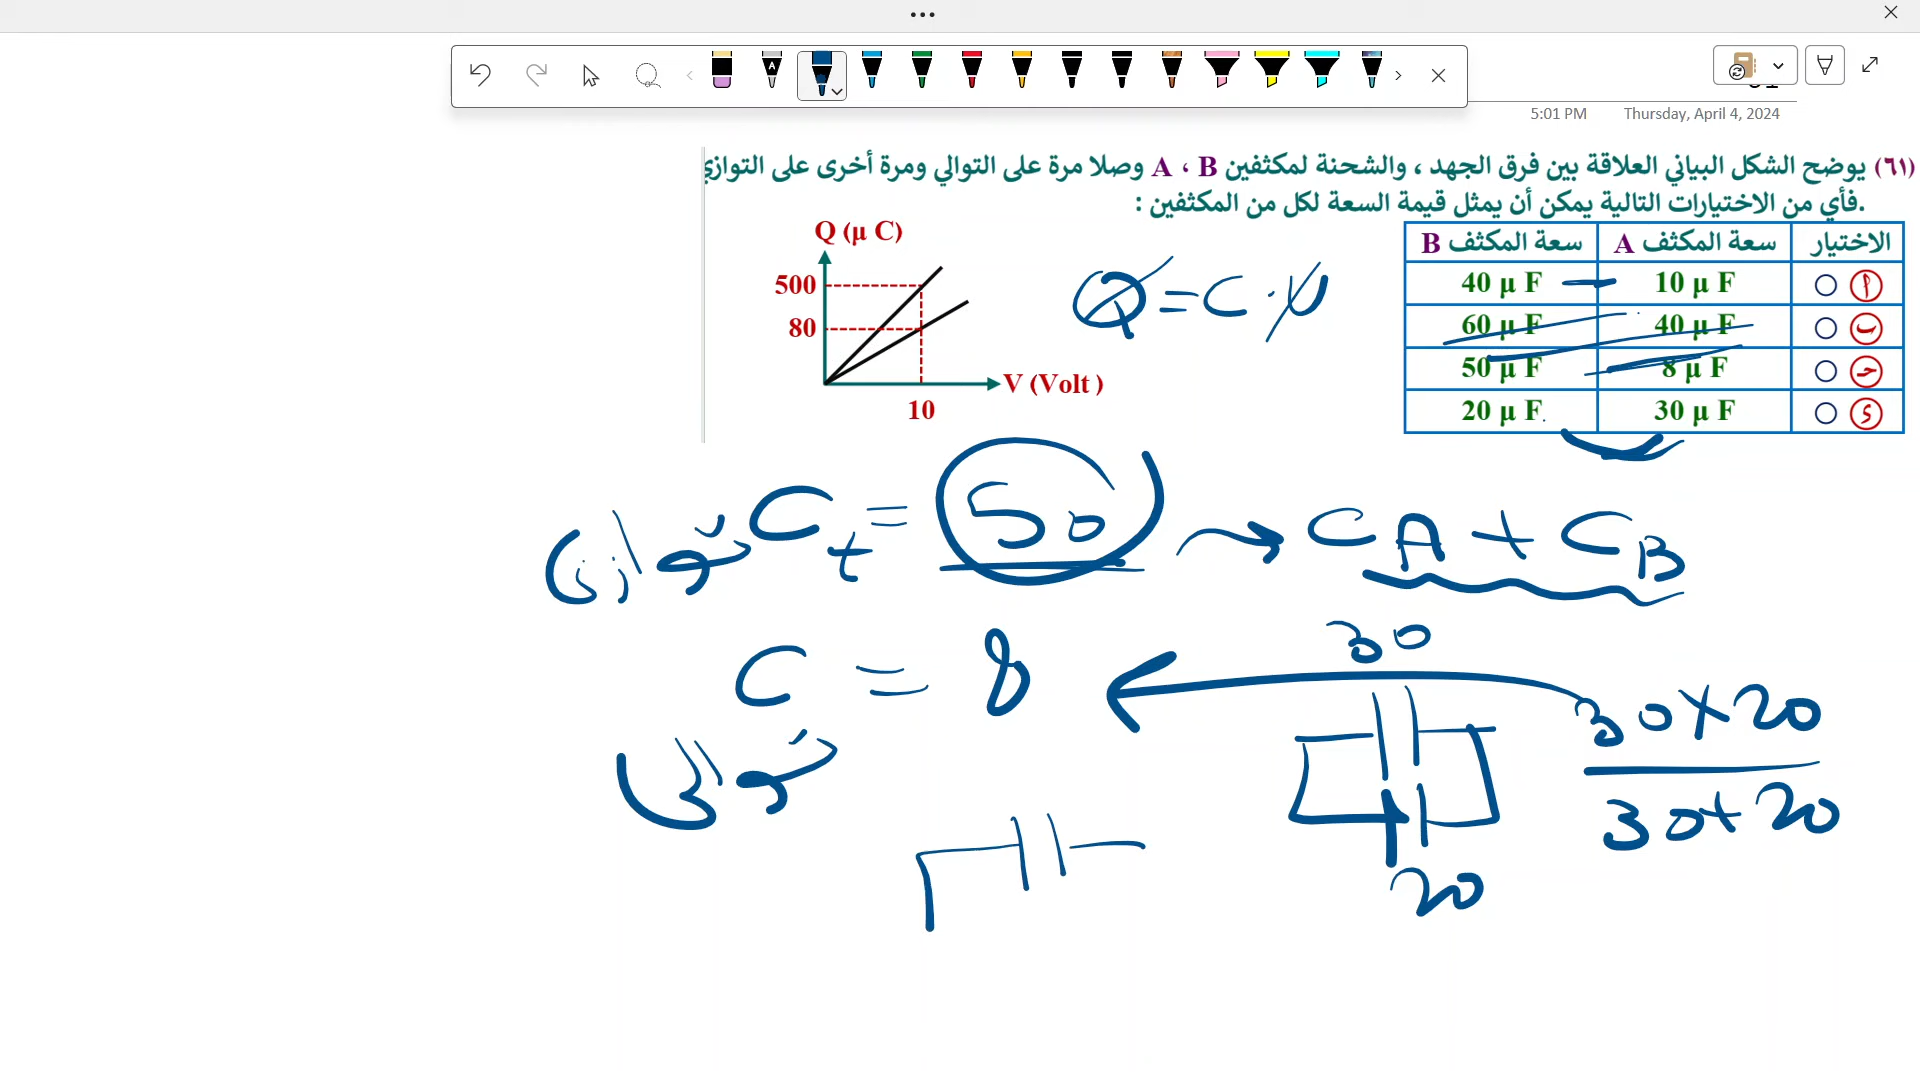 5:01 PM Thursday, April 4, 2024
(٦١) يوضح الشكل البياني العلاقة بين فرق الجهد ، والشحنة لمكثفين A ، B وصلا مرة على التوالي ومرة أخرى على التوازي
.فأي من الاختيارات التالية يمكن أن يمثل قيمة السعة لكل من المكثفين :
الاختيار سعة المكثف A سعة المكثف B
أ 10 µ F 40 µ F
ب 40 µ F 60 µ F
جـ 8 µ F 50 µ F
د 30 µ F 20 µ F
Q (µ C)
500
80
V (Volt )
10
Q = C . V
توازي Ct = 50 → CA + CB
C = 8
توالي
30
20
30 x 20
30 + 20